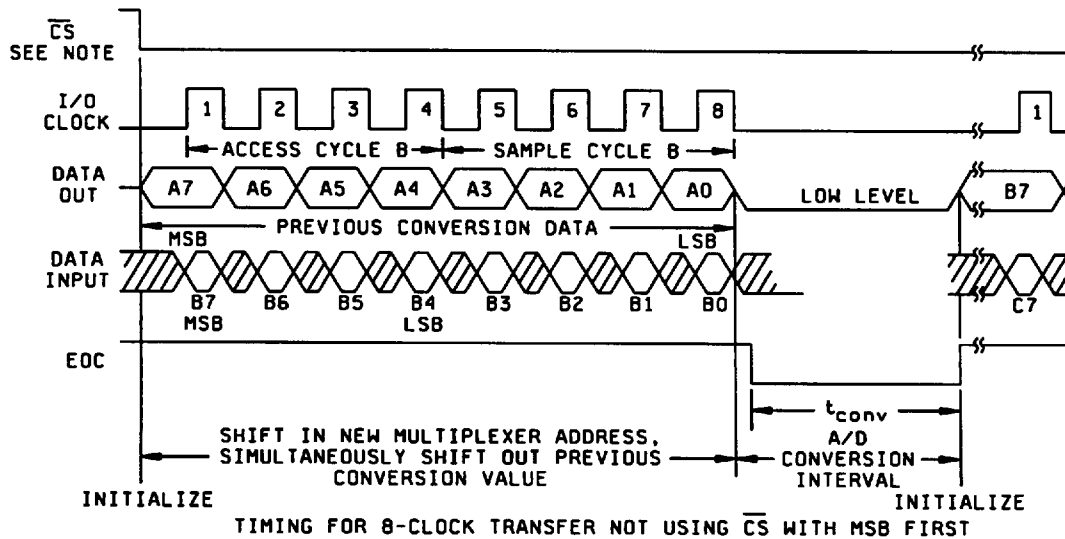 CS
SEE NOTE
I/O
CLOCK
1 2 3 4 5 6 7 8 1
ACCESS CYCLE B SAMPLE CYCLE B
DATA
OUT
A7 A6 A5 A4 A3 A2 A1 A0 LOW LEVEL B7
PREVIOUS CONVERSION DATA
MSB LSB
DATA
INPUT
B7 B6 B5 B4 B3 B2 B1 B0 C7
MSB LSB
EOC
tconv
SHIFT IN NEW MULTIPLEXER ADDRESS,
SIMULTANEOUSLY SHIFT OUT PREVIOUS
CONVERSION VALUE
A/D
CONVERSION
INTERVAL
INITIALIZE INITIALIZE
TIMING FOR 8-CLOCK TRANSFER NOT USING CS WITH MSB FIRST